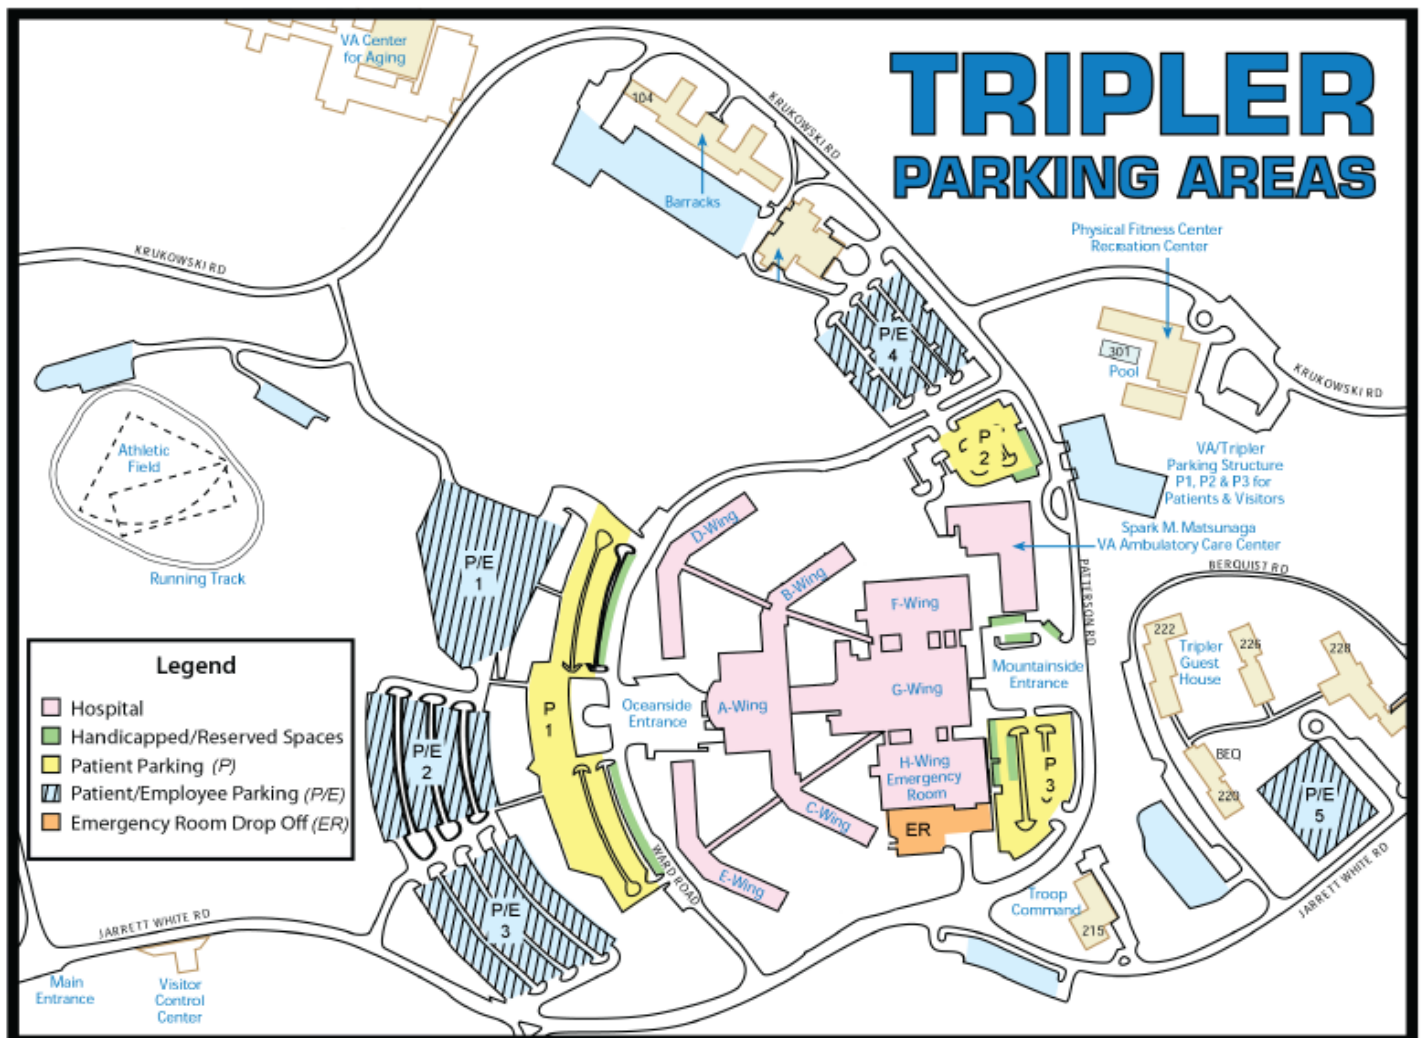 TRIPLER
PARKING AREAS
VA Center
for Aging
104
KRUKOWSKI RD
Barracks
Physical Fitness Center
Recreation Center
KRUKOWSKI RD
P/E
4
301
Pool
KRUKOWSKI RD
P
2
Athletic
Field
VA/Tripler
Parking Structure
P1, P2 & P3 for
Patients & Visitors
D-Wing
Spark M. Matsunaga
VA Ambulatory Care Center
Running Track
P/E
1
B-Wing
PATTERSON RD
BERQUIST RD
F-Wing
222
226
228
Tripler
Guest
House
Legend
Hospital
Handicapped/Reserved Spaces
Patient Parking (P)
Patient/Employee Parking (P/E)
Emergency Room Drop Off (ER)
Mountainside
Entrance
G-Wing
P
1
Oceanside
Entrance
A-Wing
P/E
2
H-Wing
Emergency
Room
P
3
BEQ
220
P/E
5
C-Wing
ER
WARD ROAD
E-Wing
JARRETT WHITE RD
Troop
Command
215
P/E
3
JARRETT WHITE RD
Main
Entrance
Visitor
Control
Center